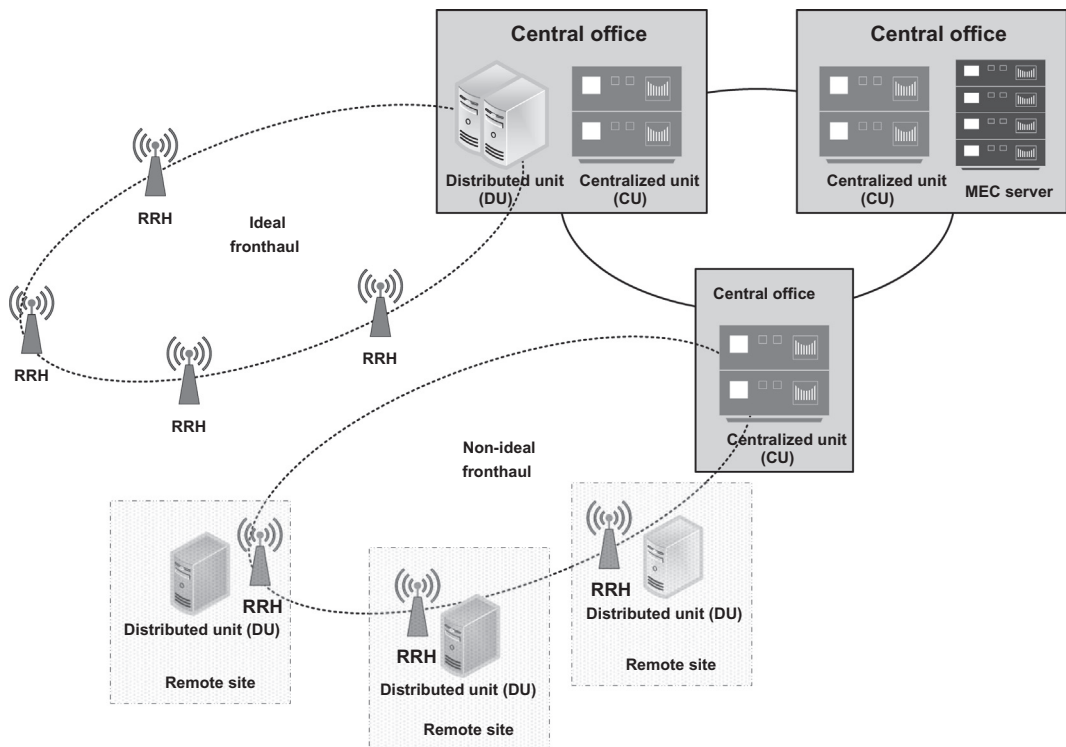 Central office
Distributed unit
(DU)
Centralized unit
(CU)
Central office
Centralized unit
(CU)
MEC server
RRH
Ideal
fronthaul
RRH
RRH
RRH
Central office
Centralized unit
(CU)
Non-ideal
fronthaul
RRH
Distributed unit (DU)
Remote site
RRH
Distributed unit (DU)
Remote site
RRH
Distributed unit (DU)
Remote site